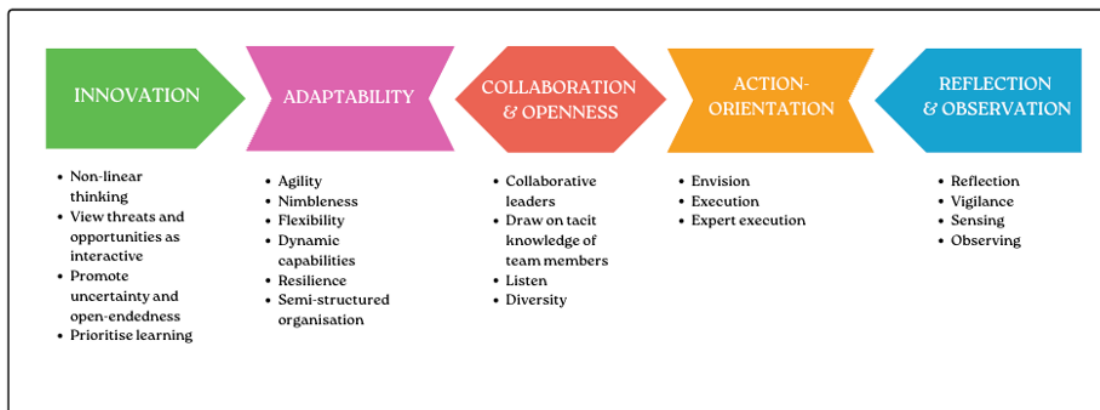 INNOVATION
ADAPTABILITY
COLLABORATION
& OPENNESS
ACTION-
ORIENTATION
REFLECTION
& OBSERVATION
• Non-linear
thinking
• View threats and
opportunities as
interactive
• Promote
uncertainty and
open-endedness
• Prioritise learning
• Agility
• Nimbleness
• Flexibility
• Dynamic
capabilities
• Resilience
• Semi-structured
organisation
• Collaborative
leaders
• Draw on tacit
knowledge of
team members
• Listen
• Diversity
• Envision
• Execution
• Expert execution
• Reflection
• Vigilance
• Sensing
• Observing